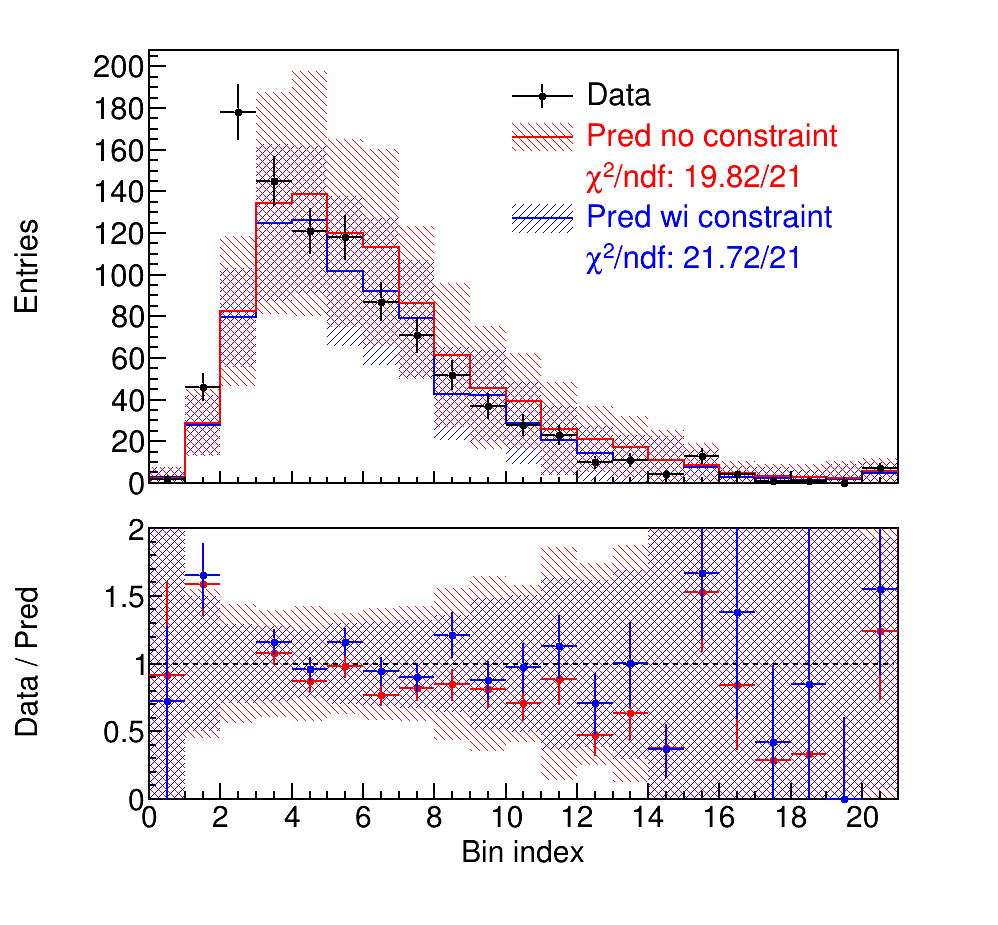 Entries
200
180
160
140
120
100
80
60
40
20
0
Data
Pred no constraint
χ²/ndf: 19.82/21
Pred wi constraint
χ²/ndf: 21.72/21
Data / Pred
2
1.5
1
0.5
0
0 2 4 6 8 10 12 14 16 18 20
Bin index